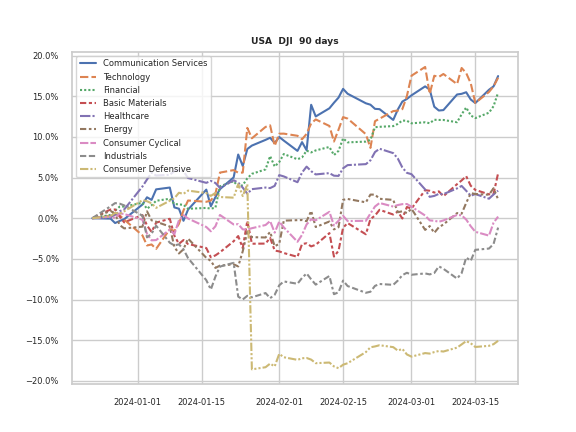 USA DJI 90 days
20.0%
15.0%
10.0%
5.0%
0.0%
−5.0%
−10.0%
−15.0%
−20.0%
Communication Services
Technology
Financial
Basic Materials
Healthcare
Energy
Consumer Cyclical
Industrials
Consumer Defensive
2024-01-01
2024-01-15
2024-02-01
2024-02-15
2024-03-01
2024-03-15